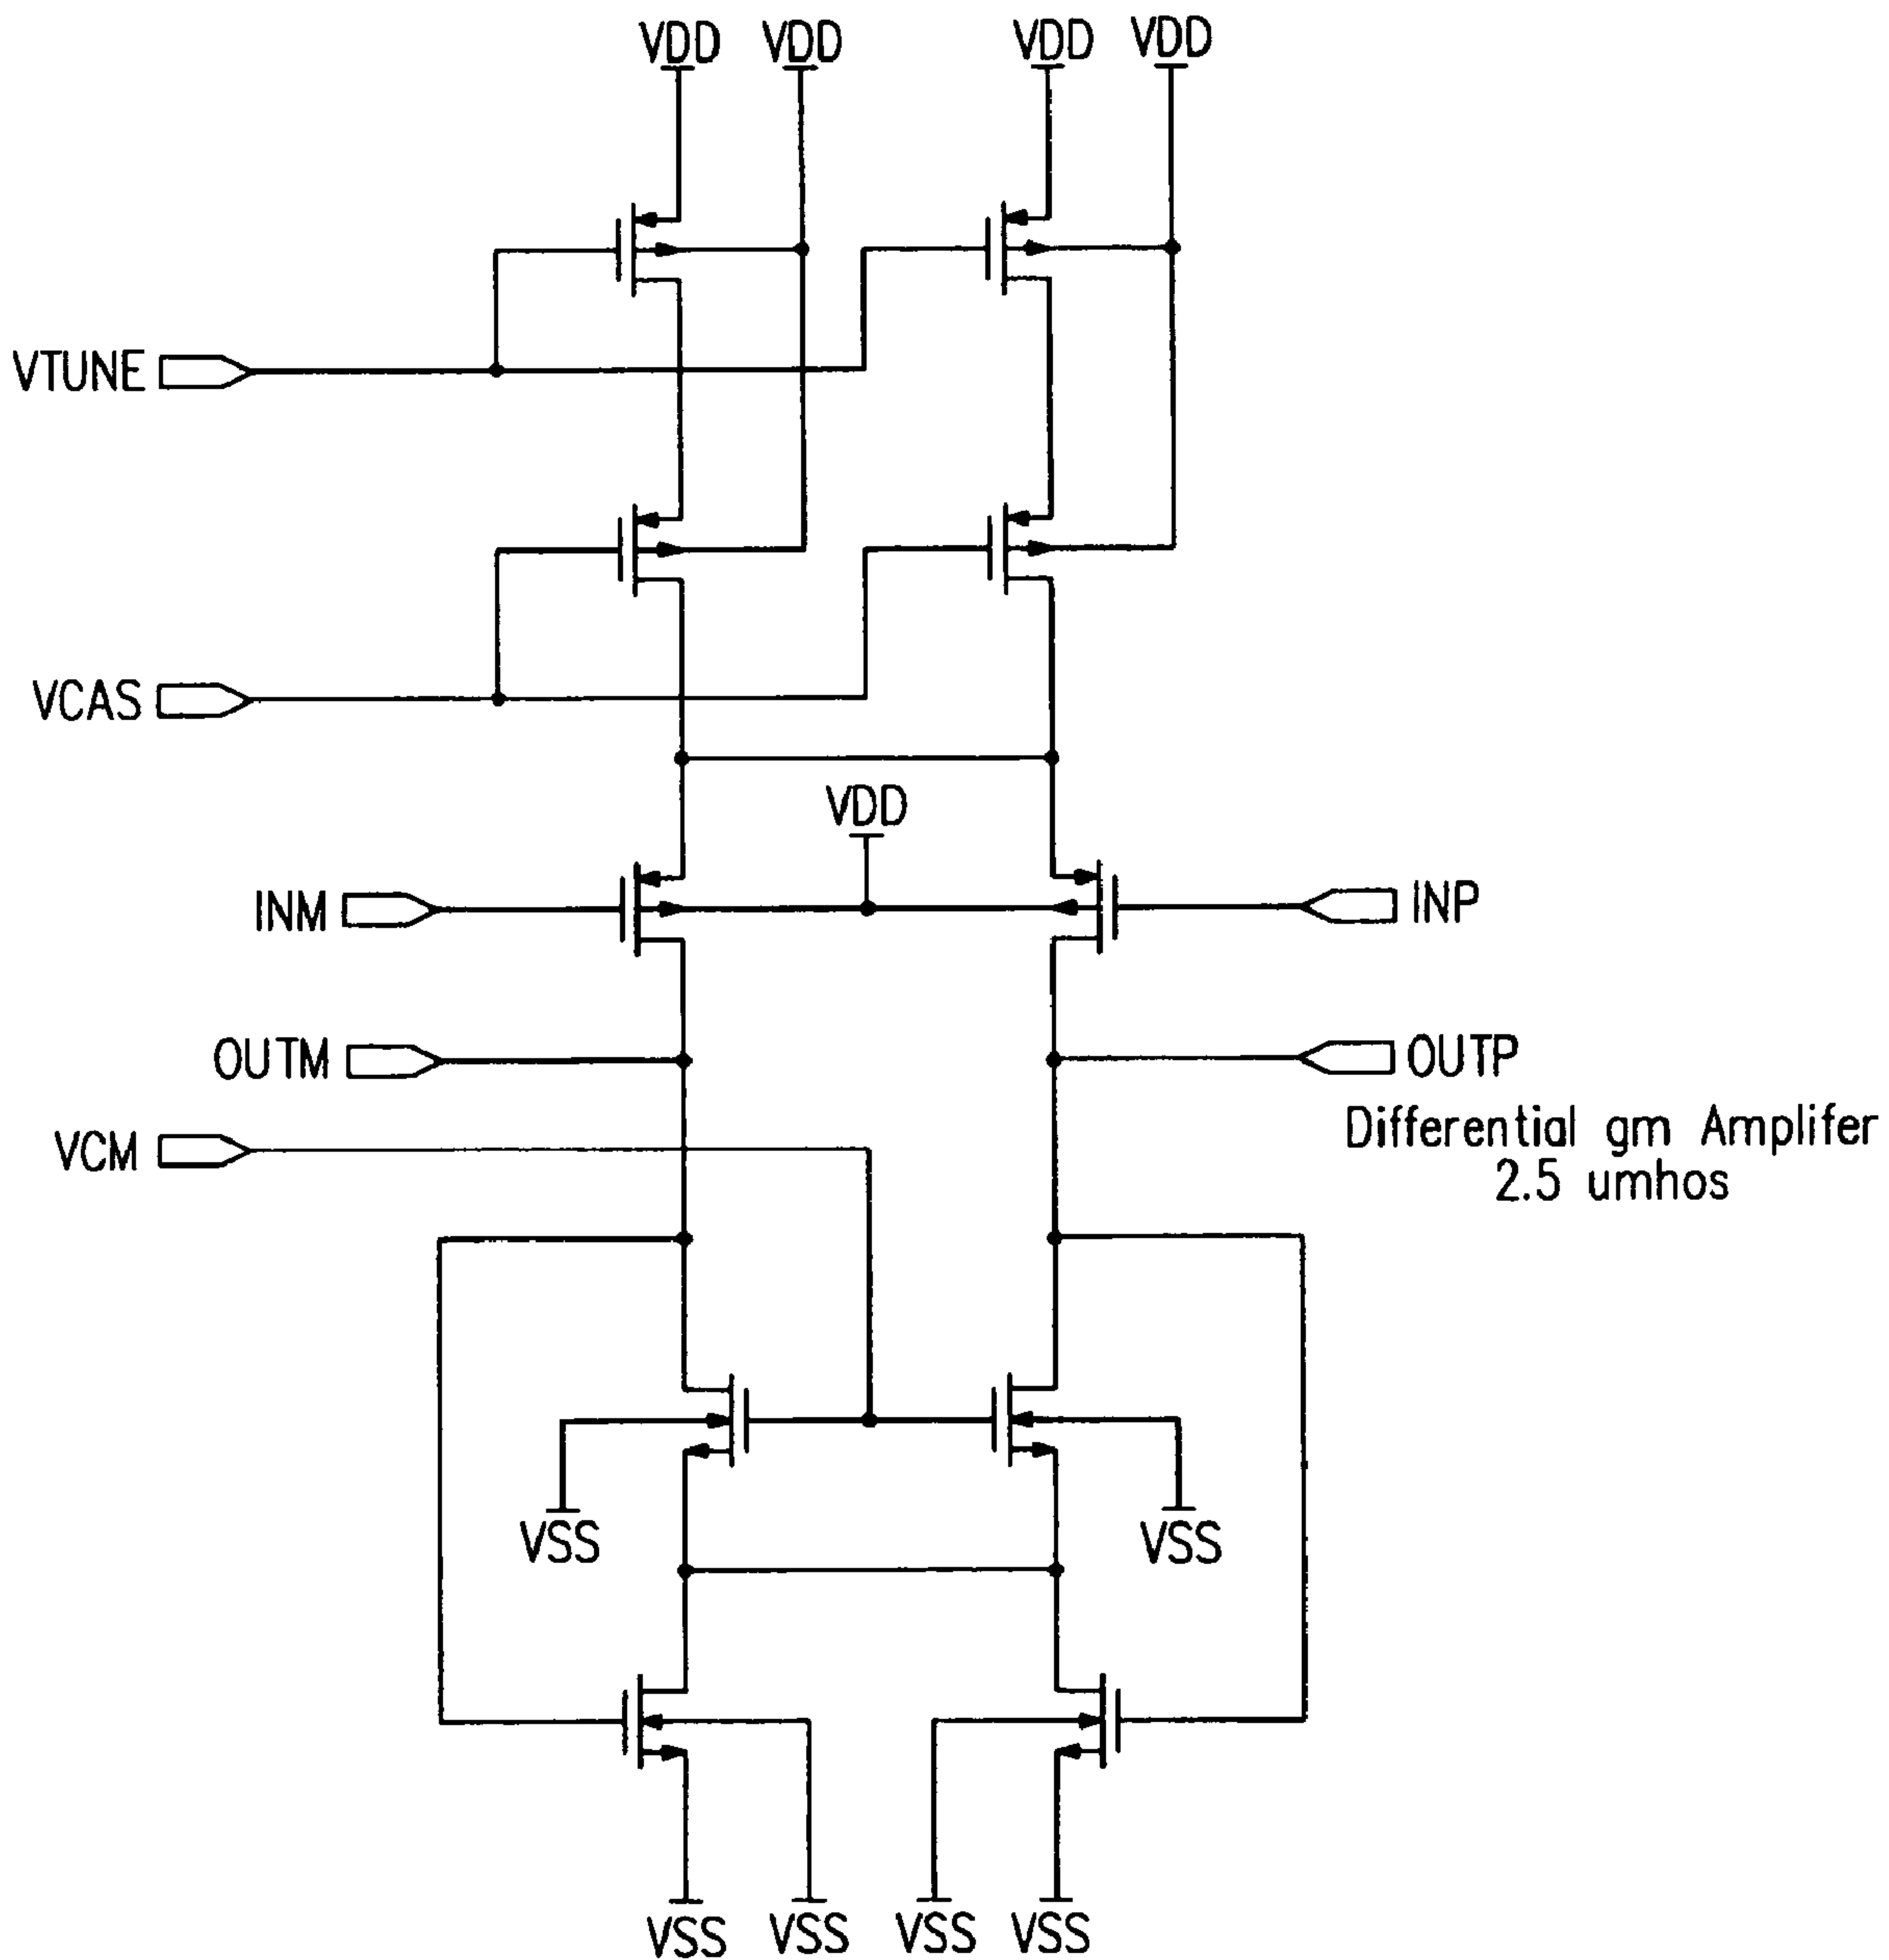 VDD VDD VDD VDD
VTUNE
VCAS
VDD
INM INP
OUTM OUTP
Differential gm Amplifer
2.5 umhos
VCM
VSS VSS
VSS VSS VSS VSS